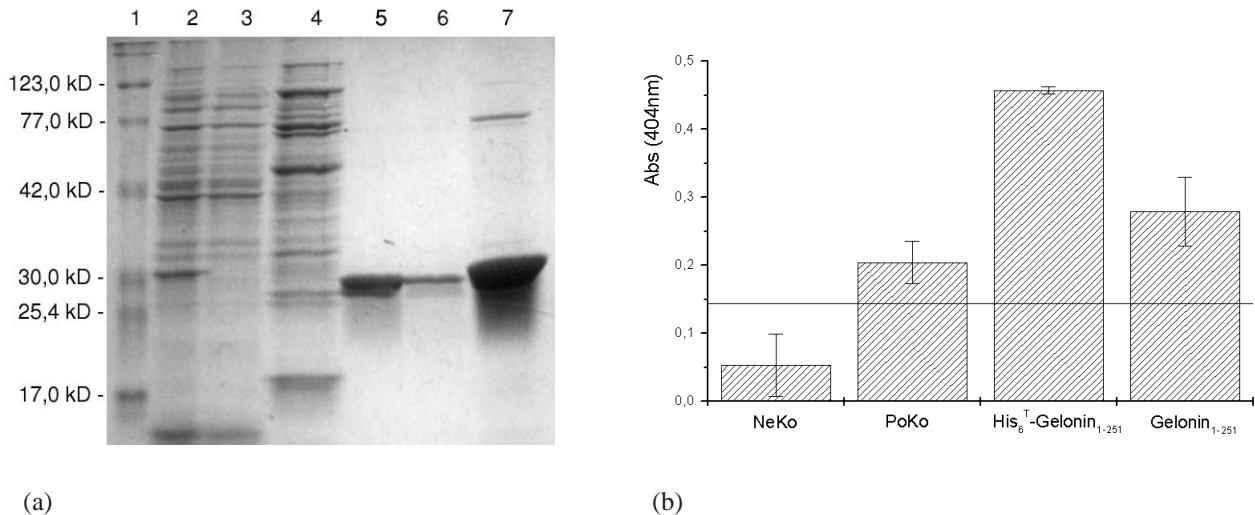 1 2 3 4 5 6 7
123,0 kD -
77,0 kD -
42,0 kD -
30,0 kD -
25,4 kD -
17,0 kD -
(a)
Abs (404nm)
0,5
0,4
0,3
0,2
0,1
0,0
NeKo PoKo His₆ᵀ-Gelonin₁₋₂₅₁ Gelonin₁₋₂₅₁
(b)